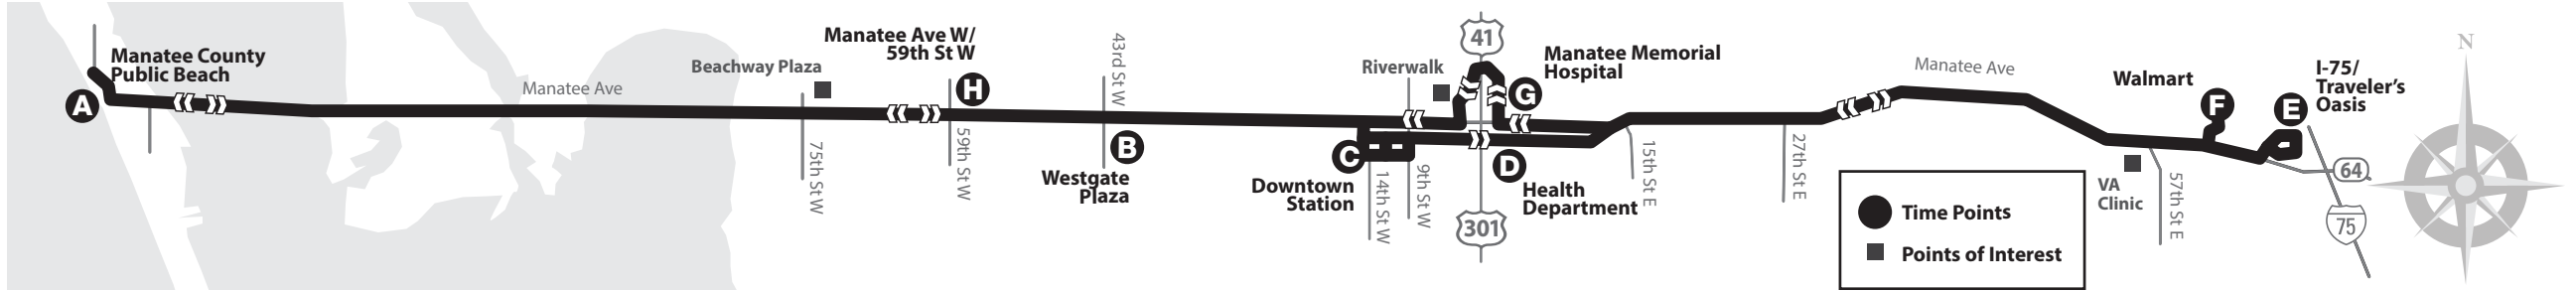 Manatee County
Public Beach
A
Manatee Ave
Beachway Plaza
75th St W
Manatee Ave W/
59th St W
H
59th St W
43rd St W
B
Westgate
Plaza
C
Downtown
Station
14th St W
Riverwalk
9th St W
41
301
G
Manatee Memorial
Hospital
D
Health
Department
15th St E
27th St E
Manatee Ave
Walmart
F
VA
Clinic
57th St E
I-75/
Traveler's
Oasis
E
64
75
Time Points
Points of Interest
N